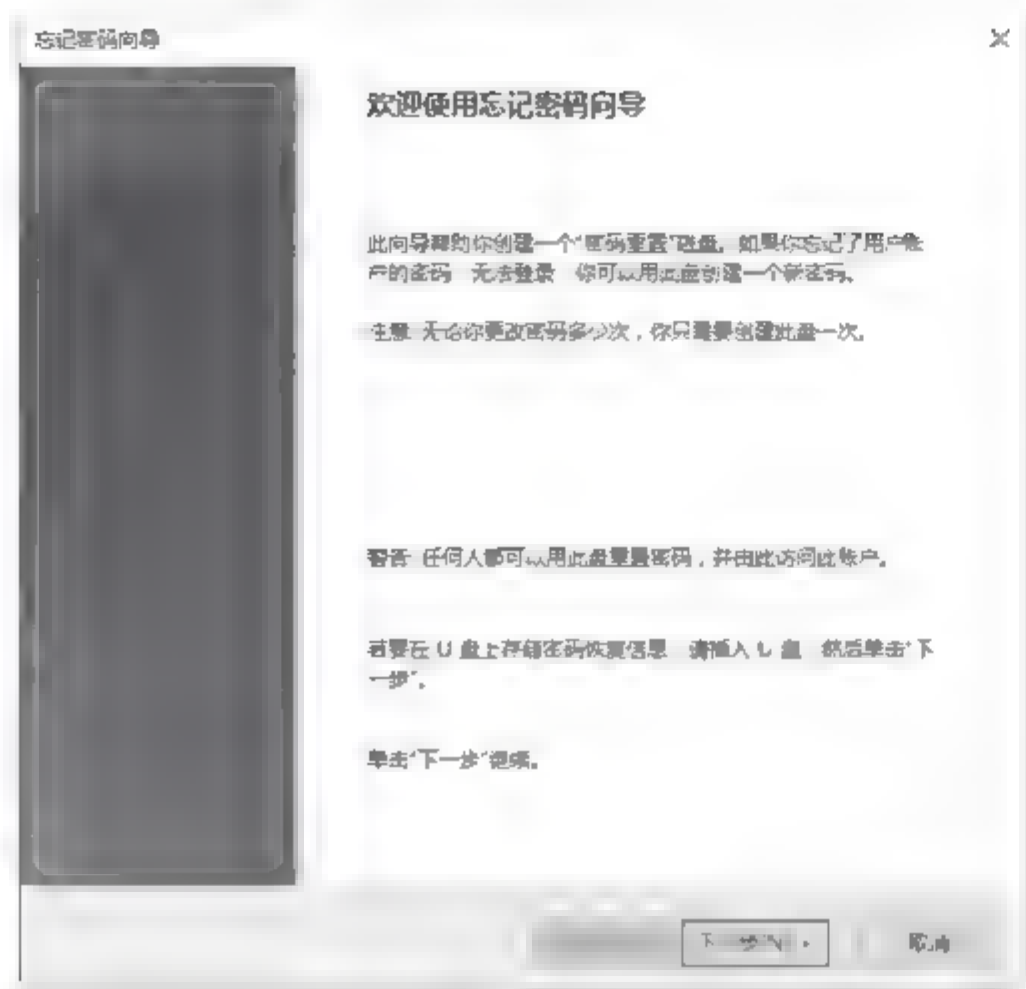 忘记密码向导
欢迎使用忘记密码向导
此向导帮助你创建一个"密码重置"磁盘。如果你忘记了用户帐
户的密码 无法登录 你可以用此盘创建一个新密码。
注意 无论你更改密码多少次，你只需要创建此盘一次。
警告 任何人都可以用此盘重置密码，并由此访问此帐户。
若要在 U 盘上存储密码恢复信息 请插入 U 盘 然后单击"下
一步"。
单击"下一步"继续。
下一步(N) >
取消